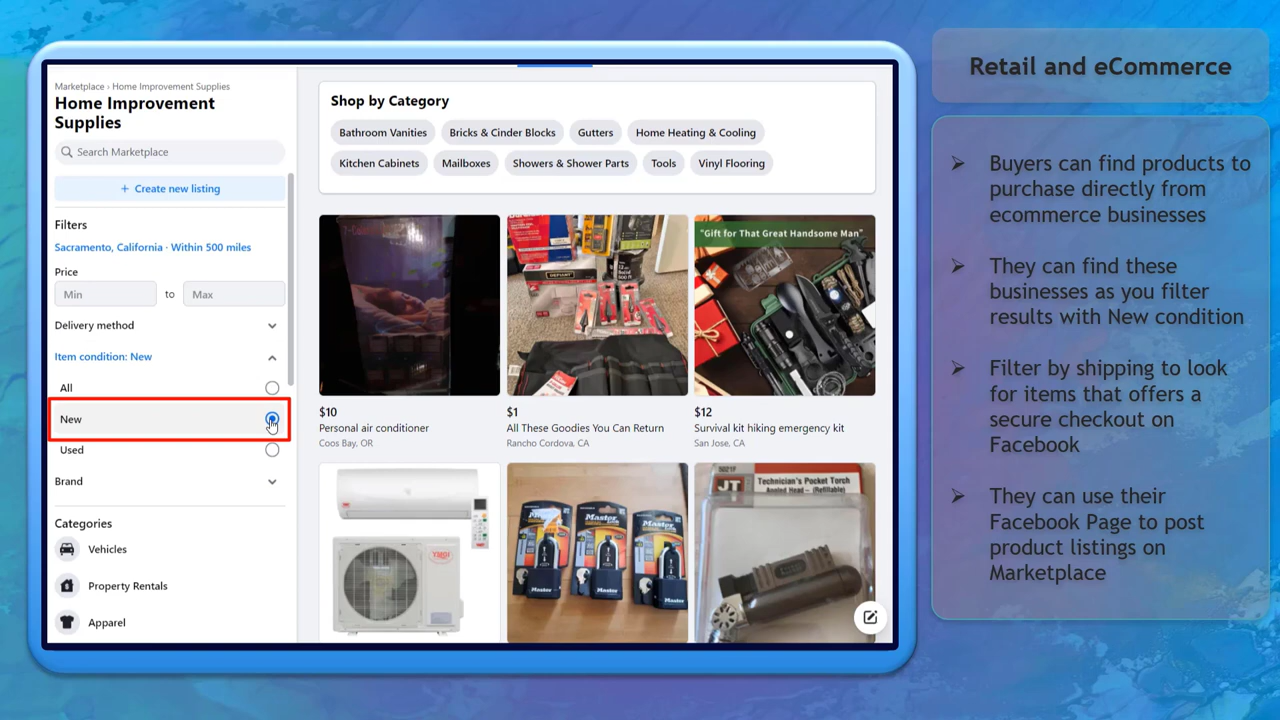 Marketplace › Home Improvement Supplies
Home Improvement
Supplies
Search Marketplace
+ Create new listing
Filters
Sacramento, California · Within 500 miles
Price
Min
to
Max
Delivery method
Item condition: New
All
New
Used
Brand
Categories
Vehicles
Property Rentals
Apparel
Shop by Category
Bathroom Vanities
Bricks & Cinder Blocks
Gutters
Home Heating & Cooling
Kitchen Cabinets
Mailboxes
Showers & Shower Parts
Tools
Vinyl Flooring
"Gift for That Great Handsome Man"
DEFIANT
$10
Personal air conditioner
Coos Bay, OR
$1
All These Goodies You Can Return
Rancho Cordova, CA
$12
Survival kit hiking emergency kit
San Jose, CA
Master
Master
Master
JT
Technician's Pocket Torch
Angled Head – (Refillable)
Retail and eCommerce
Buyers can find products to
purchase directly from
ecommerce businesses
They can find these
businesses as you filter
results with New condition
Filter by shipping to look
for items that offers a
secure checkout on
Facebook
They can use their
Facebook Page to post
product listings on
Marketplace